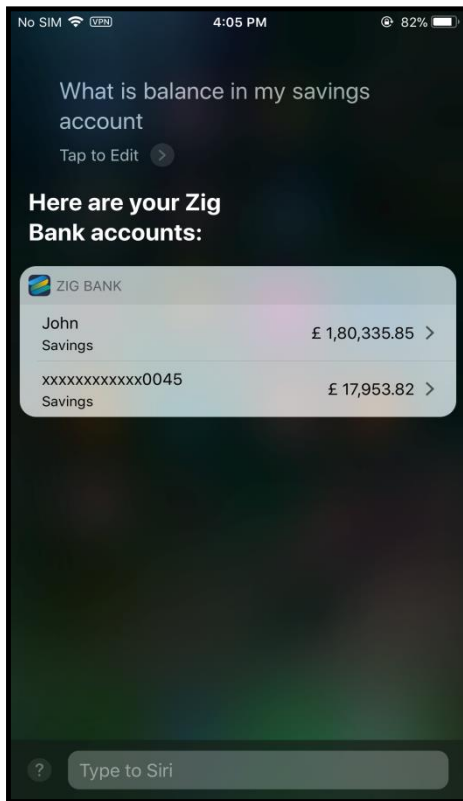 No SIM VPN 4:05 PM 82%
What is balance in my savings
account
Tap to Edit
Here are your Zig
Bank accounts:
ZIG BANK
John £ 1,80,335.85
Savings
xxxxxxxxxxxx0045 £ 17,953.82
Savings
? Type to Siri